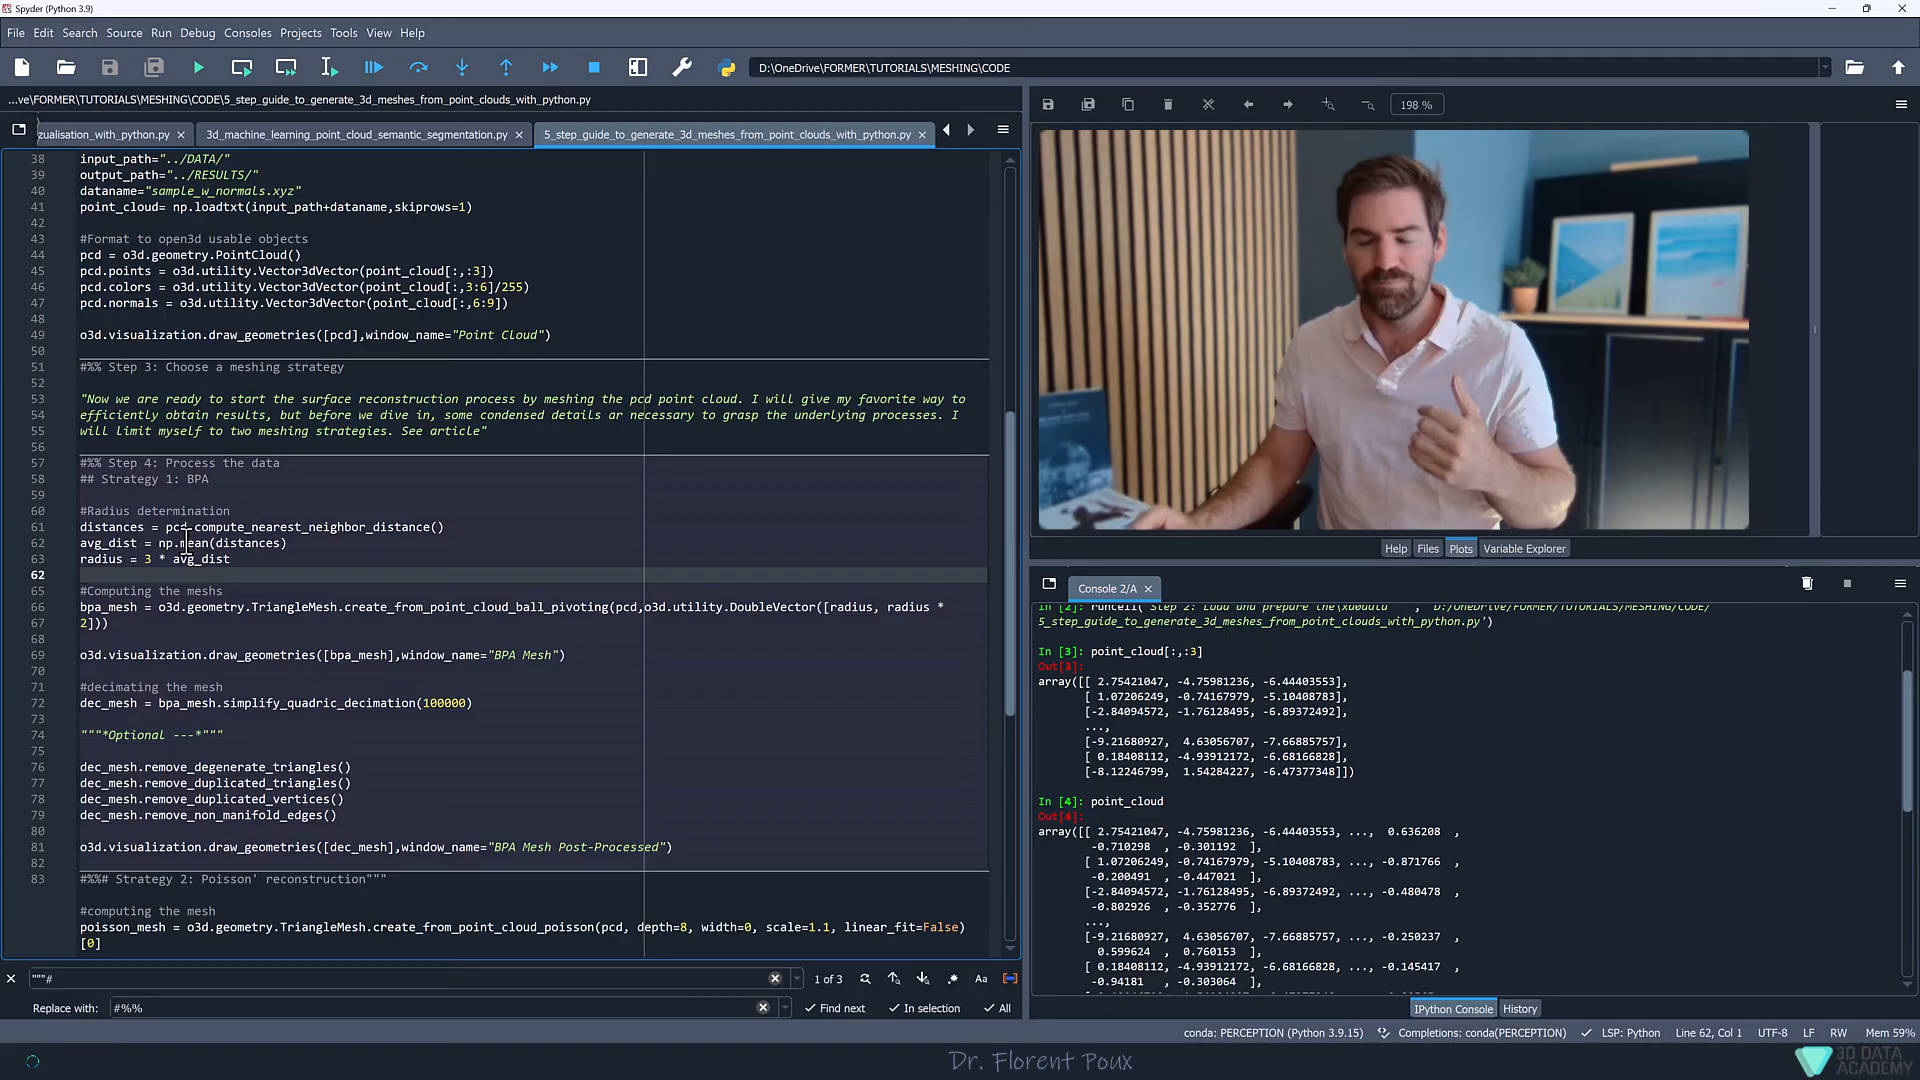 Spyder (Python 3.9)
File Edit Search Source Run Debug Consoles Projects Tools View Help
D:\OneDrive\FORMER\TUTORIALS\MESHING\CODE
...ve\FORMER\TUTORIALS\MESHING\CODE\5_step_guide_to_generate_3d_meshes_from_point_clouds_with_python.py
zualisation_with_python.py 3d_machine_learning_point_cloud_semantic_segmentation.py 5_step_guide_to_generate_3d_meshes_from_point_clouds_with_python.py
38 input_path="../DATA/"
39 output_path="../RESULTS/"
40 dataname="sample_w_normals.xyz"
41 point_cloud= np.loadtxt(input_path+dataname,skiprows=1)
42
43 #Format to open3d usable objects
44 pcd = o3d.geometry.PointCloud()
45 pcd.points = o3d.utility.Vector3dVector(point_cloud[:,:3])
46 pcd.colors = o3d.utility.Vector3dVector(point_cloud[:,3:6]/255)
47 pcd.normals = o3d.utility.Vector3dVector(point_cloud[:,6:9])
48
49 o3d.visualization.draw_geometries([pcd],window_name="Point Cloud")
50
51 #%% Step 3: Choose a meshing strategy
52
53 "Now we are ready to start the surface reconstruction process by meshing the pcd point cloud. I will give my favorite way to
54 efficiently obtain results, but before we dive in, some condensed details ar necessary to grasp the underlying processes. I
55 will limit myself to two meshing strategies. See article"
56
57 #%% Step 4: Process the data
58 ## Strategy 1: BPA
59
60 #Radius determination
61 distances = pcd.compute_nearest_neighbor_distance()
62 avg_dist = np.mean(distances)
63 radius = 3 * avg_dist
62
65 #Computing the meshs
66 bpa_mesh = o3d.geometry.TriangleMesh.create_from_point_cloud_ball_pivoting(pcd,o3d.utility.DoubleVector([radius, radius *
67 2]))
68
69 o3d.visualization.draw_geometries([bpa_mesh],window_name="BPA Mesh")
70
71 #decimating the mesh
72 dec_mesh = bpa_mesh.simplify_quadric_decimation(100000)
73
74 """*Optional ---*"""
75
76 dec_mesh.remove_degenerate_triangles()
77 dec_mesh.remove_duplicated_triangles()
78 dec_mesh.remove_duplicated_vertices()
79 dec_mesh.remove_non_manifold_edges()
80
81 o3d.visualization.draw_geometries([dec_mesh],window_name="BPA Mesh Post-Processed")
82
83 #%%# Strategy 2: Poisson' reconstruction"""
#computing the mesh
poisson_mesh = o3d.geometry.TriangleMesh.create_from_point_cloud_poisson(pcd, depth=8, width=0, scale=1.1, linear_fit=False)
[0]
"""# 1 of 3 Aa
Replace with: #%% Find next In selection All
198 %
Help Files Plots Variable Explorer
Console 2/A
In [2]: runcell('Step 2: Load and prepare the\xa0data', 'D:/OneDrive/FORMER/TUTORIALS/MESHING/CODE/
5_step_guide_to_generate_3d_meshes_from_point_clouds_with_python.py')
In [3]: point_cloud[:,:3]
Out[3]:
array([[ 2.75421047, -4.75981236, -6.44403553],
[ 1.07206249, -0.74167979, -5.10408783],
[-2.84094572, -1.76128495, -6.89372492],
...,
[-9.21680927, 4.63056707, -7.66885757],
[ 0.18408112, -4.93912172, -6.68166828],
[-8.12246799, 1.54284227, -6.47377348]])
In [4]: point_cloud
Out[4]:
array([[ 2.75421047, -4.75981236, -6.44403553, ..., 0.636208 ,
-0.710298 , -0.301192 ],
[ 1.07206249, -0.74167979, -5.10408783, ..., -0.871766 ,
-0.200491 , -0.447021 ],
[-2.84094572, -1.76128495, -6.89372492, ..., -0.480478 ,
-0.802926 , -0.352776 ],
...,
[-9.21680927, 4.63056707, -7.66885757, ..., -0.250237 ,
0.599624 , 0.760153 ],
[ 0.18408112, -4.93912172, -6.68166828, ..., -0.145417 ,
-0.94181 , -0.303064 ],
IPython Console History
conda: PERCEPTION (Python 3.9.15) Completions: conda(PERCEPTION) LSP: Python Line 62, Col 1 UTF-8 LF RW Mem 59%
Dr. Florent Poux
3D DATA
ACADEMY